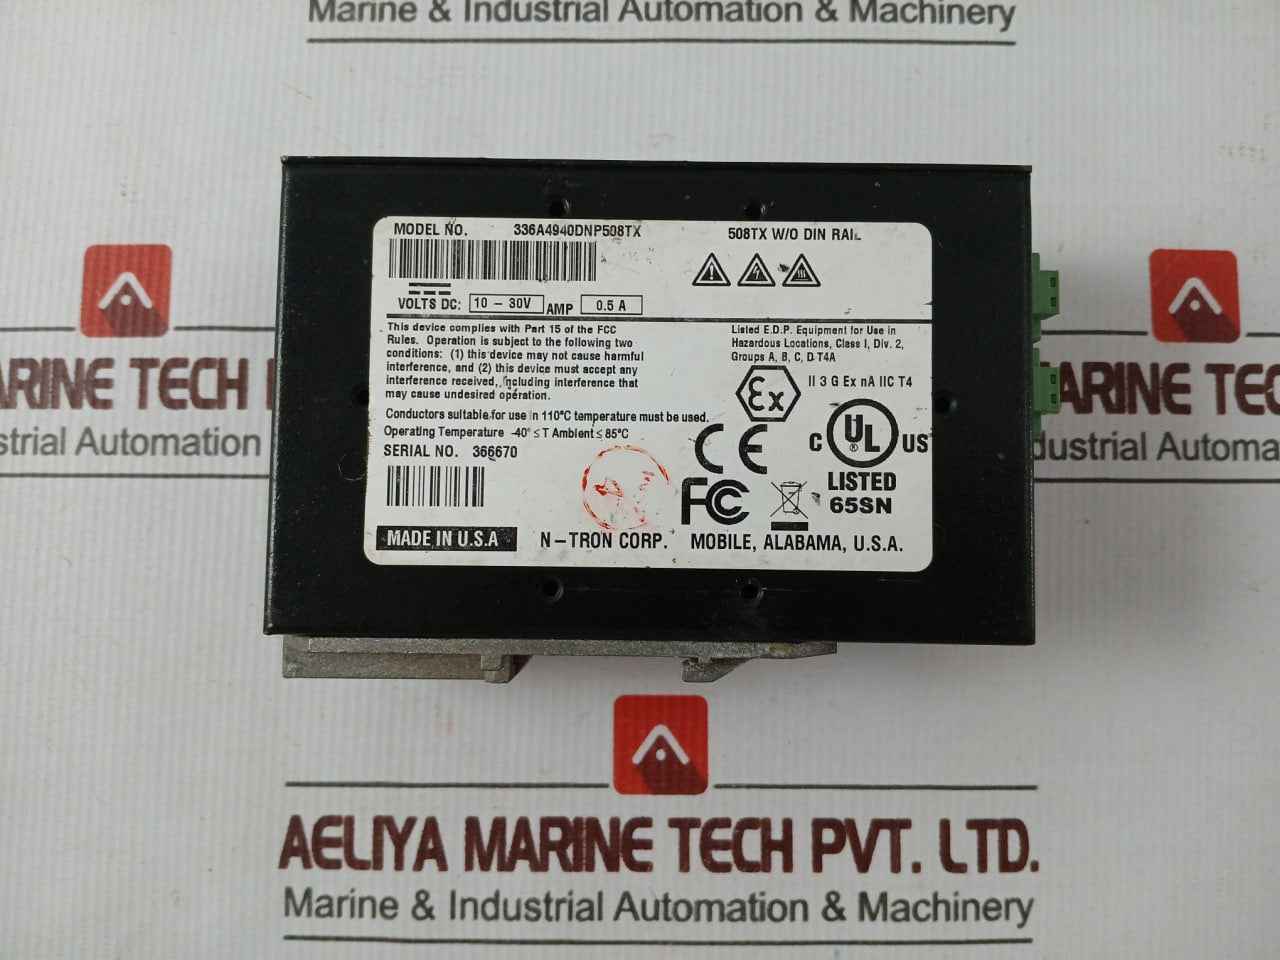 Marine & Industrial Automation & Machinery
MODEL NO. 336A4940DNP508TX 508TX W/O DIN RAIL
VOLTS DC: 10 - 30V AMP 0.5 A
This device complies with Part 15 of the FCC
Rules. Operation is subject to the following two
conditions: (1) this device may not cause harmful
interference, and (2) this device must accept any
interference received, including interference that
may cause undesired operation.
Conductors suitable for use in 110°C temperature must be used.
Operating Temperature -40° ≤ T Ambient ≤ 85°C
SERIAL NO. 366670
Listed E.D.P. Equipment for Use in
Hazardous Locations, Class I, Div. 2,
Groups A, B, C, D T4A
Ex II 3 G Ex nA IIC T4
CE C UL ® US
LISTED
65SN
FC
MADE IN U.S.A N-TRON CORP. MOBILE, ALABAMA, U.S.A.
ARINE TECH
strial Automation
ARINE TEC
dustrial Automa
AELIYA MARINE TECH PVT. LTD.
Marine & Industrial Automation & Machinery